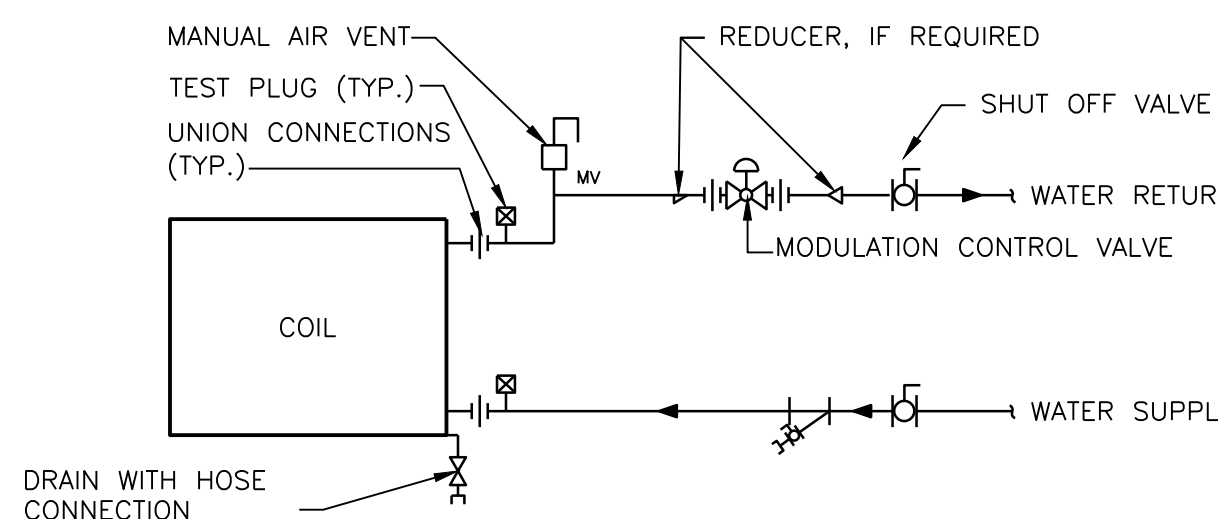 MANUAL AIR VENT
REDUCER, IF REQUIRED
TEST PLUG (TYP.)
SHUT OFF VALVE
UNION CONNECTIONS
(TYP.)
MV
WATER RETUR
MODULATION CONTROL VALVE
COIL
WATER SUPPL
DRAIN WITH HOSE
CONNECTION